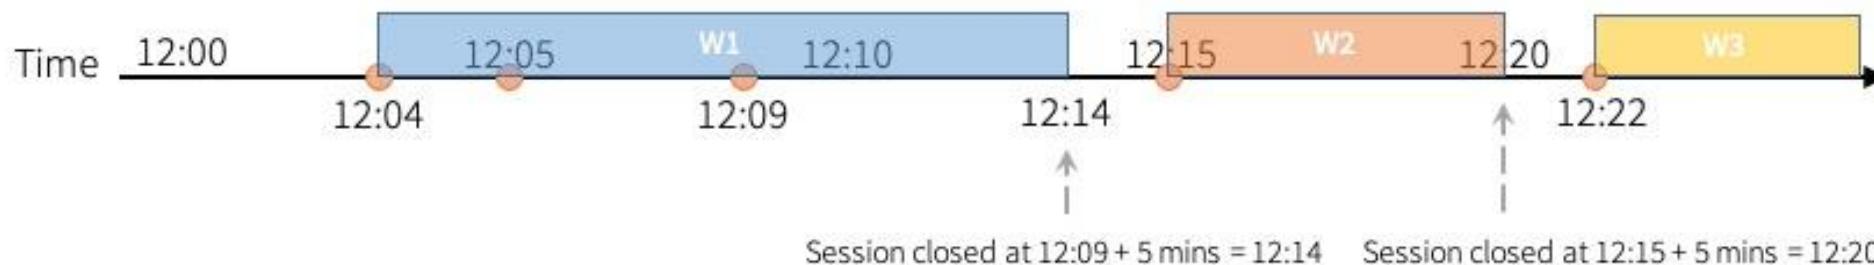 Time 12:00 12:05 W1 12:10 12:15 W2 12:20 W3
12:04 12:09 12:14 12:22
Session closed at 12:09 + 5 mins = 12:14 Session closed at 12:15 + 5 mins = 12:20